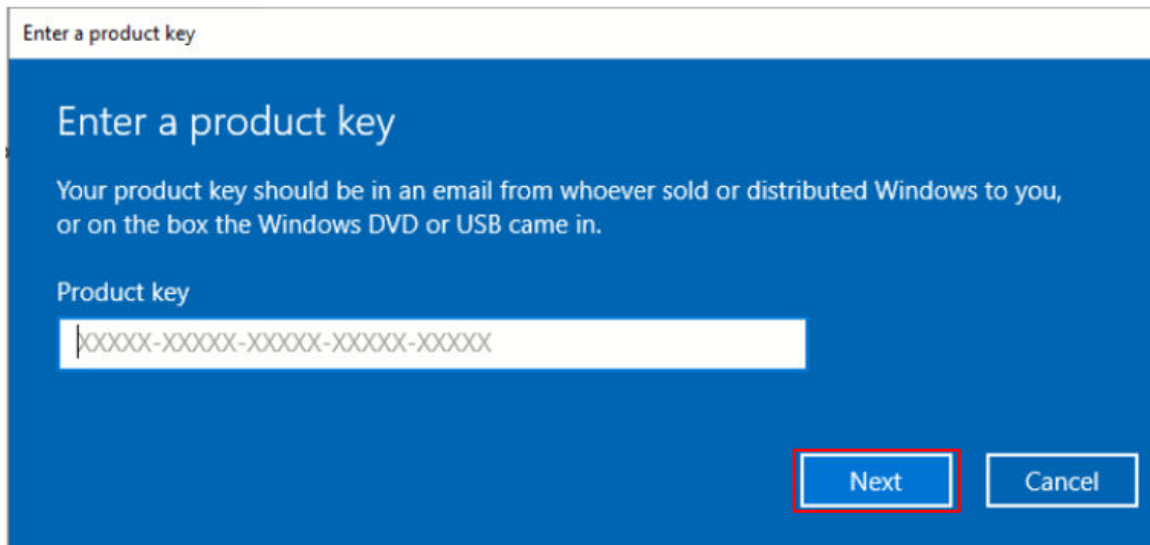 Enter a product key
Enter a product key
Your product key should be in an email from whoever sold or distributed Windows to you,
or on the box the Windows DVD or USB came in.
Product key
XXXXX-XXXXX-XXXXX-XXXXX-XXXXX
Next Cancel